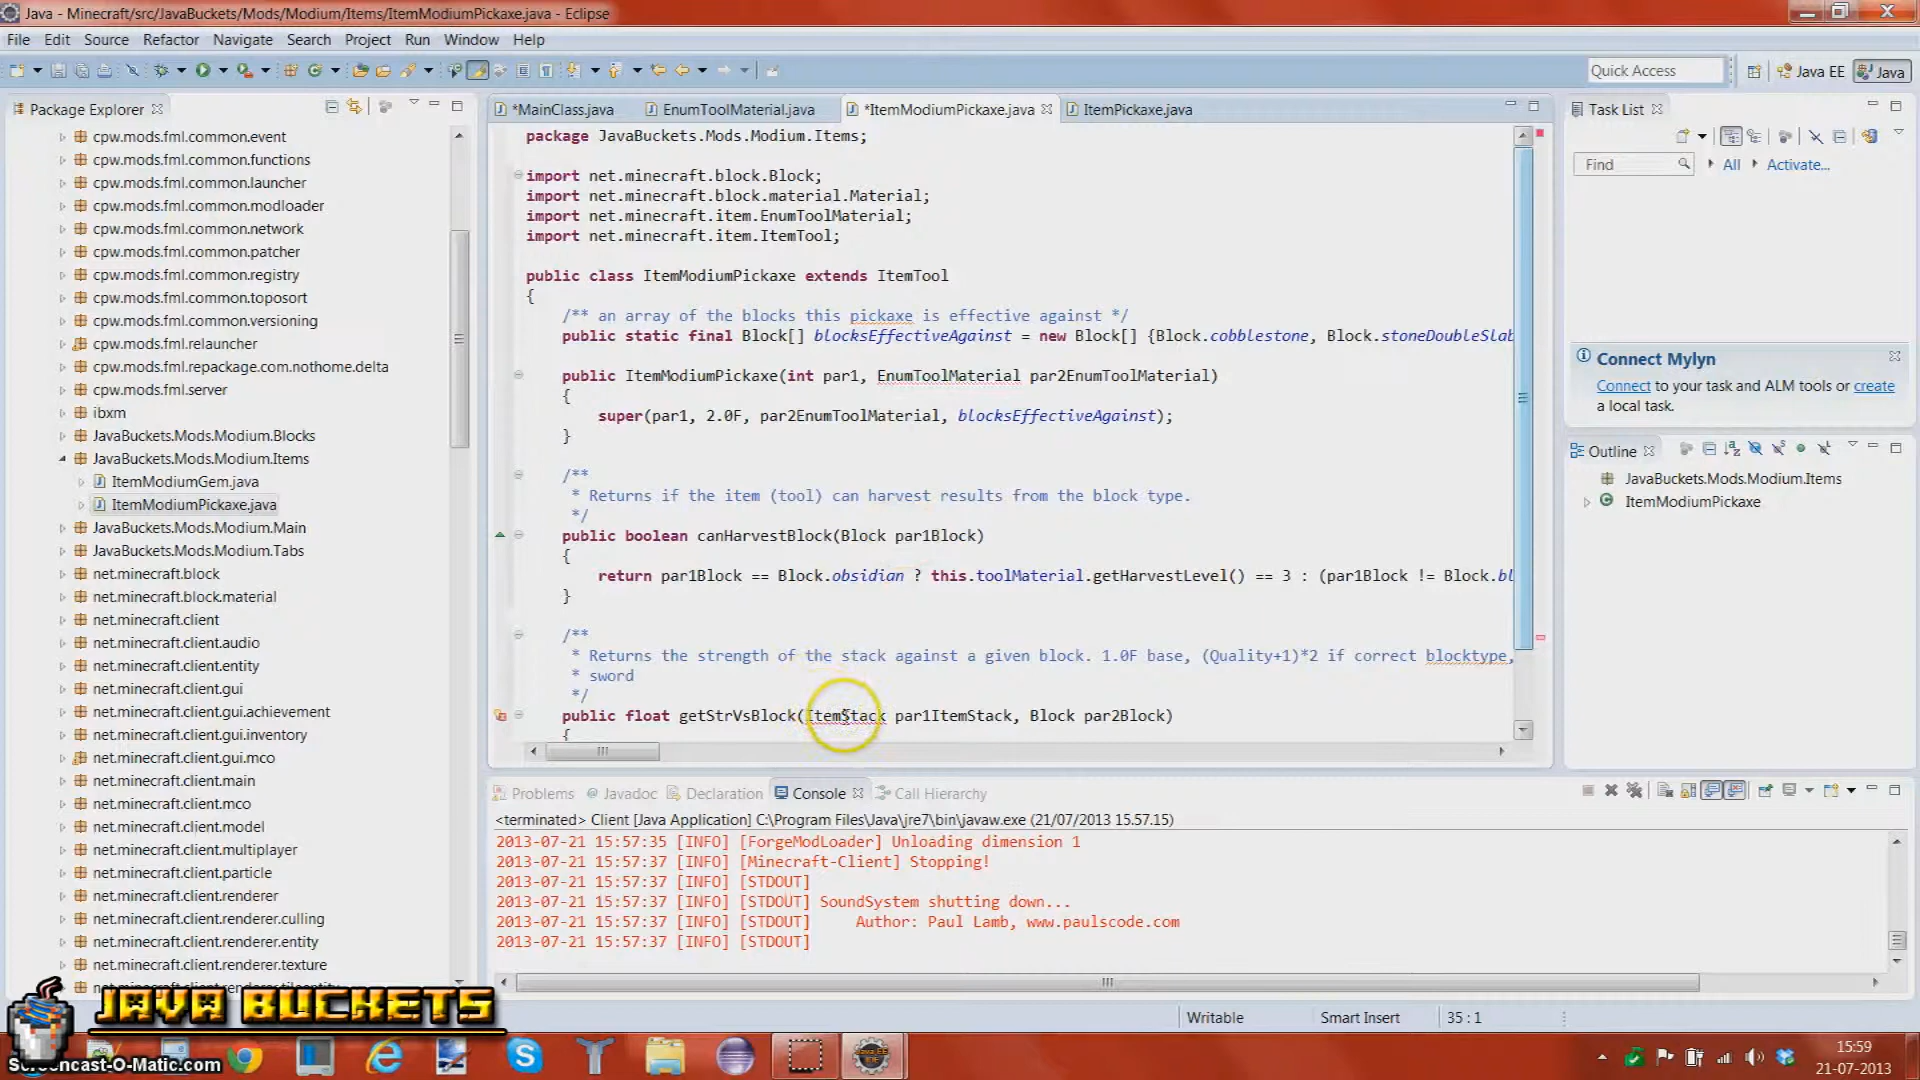 Java - Minecraft/src/JavaBuckets/Mods/Modium/Items/ItemModiumPickaxe.java - Eclipse
File Edit Source Refactor Navigate Search Project Run Window Help
Quick Access
Java EE
Java
Package Explorer
cpw.mods.fml.common.event
cpw.mods.fml.common.functions
cpw.mods.fml.common.launcher
cpw.mods.fml.common.modloader
cpw.mods.fml.common.network
cpw.mods.fml.common.patcher
cpw.mods.fml.common.registry
cpw.mods.fml.common.toposort
cpw.mods.fml.common.versioning
cpw.mods.fml.relauncher
cpw.mods.fml.repackage.com.nothome.delta
cpw.mods.fml.server
ibxm
JavaBuckets.Mods.Modium.Blocks
JavaBuckets.Mods.Modium.Items
ItemModiumGem.java
ItemModiumPickaxe.java
JavaBuckets.Mods.Modium.Main
JavaBuckets.Mods.Modium.Tabs
net.minecraft.block
net.minecraft.block.material
net.minecraft.client
net.minecraft.client.audio
net.minecraft.client.entity
net.minecraft.client.gui
net.minecraft.client.gui.achievement
net.minecraft.client.gui.inventory
net.minecraft.client.gui.mco
net.minecraft.client.main
net.minecraft.client.mco
net.minecraft.client.model
net.minecraft.client.multiplayer
net.minecraft.client.particle
net.minecraft.client.renderer
net.minecraft.client.renderer.culling
net.minecraft.client.renderer.entity
net.minecraft.client.renderer.texture
*MainClass.java EnumToolMaterial.java *ItemModiumPickaxe.java ItemPickaxe.java
package JavaBuckets.Mods.Modium.Items;
import net.minecraft.block.Block;
import net.minecraft.block.material.Material;
import net.minecraft.item.EnumToolMaterial;
import net.minecraft.item.ItemTool;
public class ItemModiumPickaxe extends ItemTool
{
/** an array of the blocks this pickaxe is effective against */
public static final Block[] blocksEffectiveAgainst = new Block[] {Block.cobblestone, Block.stoneDoubleSlab
public ItemModiumPickaxe(int par1, EnumToolMaterial par2EnumToolMaterial)
{
super(par1, 2.0F, par2EnumToolMaterial, blocksEffectiveAgainst);
}
/**
* Returns if the item (tool) can harvest results from the block type.
*/
public boolean canHarvestBlock(Block par1Block)
{
return par1Block == Block.obsidian ? this.toolMaterial.getHarvestLevel() == 3 : (par1Block != Block.bl
}
/**
* Returns the strength of the stack against a given block. 1.0F base, (Quality+1)*2 if correct blocktype,
* sword
*/
public float getStrVsBlock(ItemStack par1ItemStack, Block par2Block)
{
Task List
Find
All
Activate...
Connect Mylyn
Connect to your task and ALM tools or create
a local task.
Outline
JavaBuckets.Mods.Modium.Items
ItemModiumPickaxe
Problems Javadoc Declaration Console Call Hierarchy
<terminated> Client [Java Application] C:\Program Files\Java\jre7\bin\javaw.exe (21/07/2013 15.57.15)
2013-07-21 15:57:35 [INFO] [ForgeModLoader] Unloading dimension 1
2013-07-21 15:57:37 [INFO] [Minecraft-Client] Stopping!
2013-07-21 15:57:37 [INFO] [STDOUT]
2013-07-21 15:57:37 [INFO] [STDOUT] SoundSystem shutting down...
2013-07-21 15:57:37 [INFO] [STDOUT] Author: Paul Lamb, www.paulscode.com
2013-07-21 15:57:37 [INFO] [STDOUT]
Writable Smart Insert 35 : 1
JAVA BUCKETS
Screencast-O-Matic.com
15:59
21-07-2013